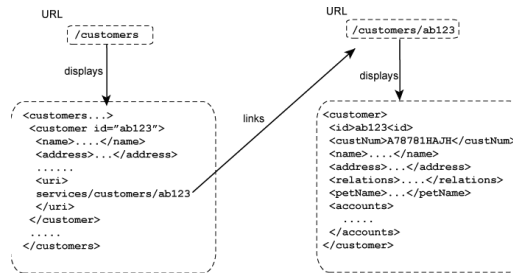 URL
/customers
displays
<customers...>
<customer id="ab123">
<name>....</name>
<address>...</address>
......
<uri>
services/customers/ab123
</uri>
</customer>
.....
</customers>
links
URL
/customers/ab123
displays
<customer>
<id>ab123<id>
<custNum>A78781HAJH</custNum>
<name>....</name>
<address>...</address>
<relations>....</relations>
<petName>...</petName>
<accounts>
.....
</accounts>
</customer>